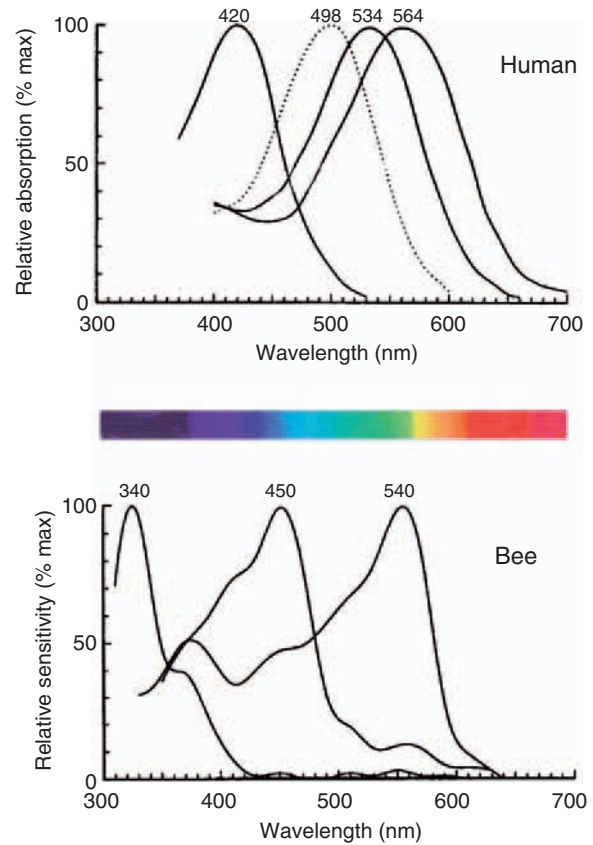 420 498 534 564
100
Human
50
0
Relative absorption (% max)
300 400 500 600 700
Wavelength (nm)
340 450 540
100
Bee
50
0
Relative sensitivity (% max)
300 400 500 600 700
Wavelength (nm)